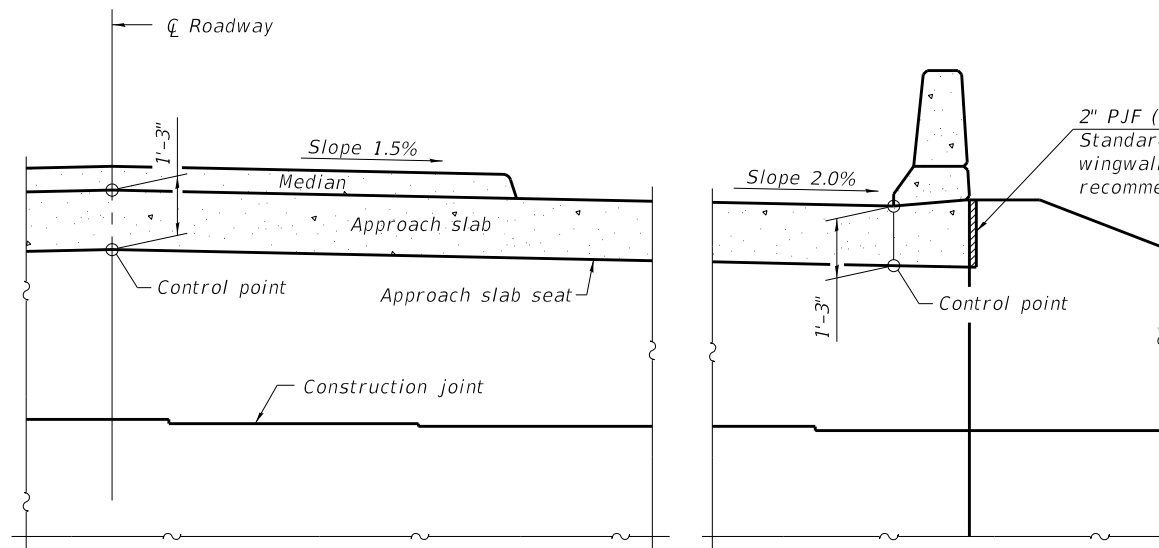 ℄ Roadway
1'-3"
Slope 1.5%
Median
Approach slab
Control point
Approach slab seat
Construction joint
Slope 2.0%
2" PJF (
Standar
wingwall
recomme
Control point
1'-3"